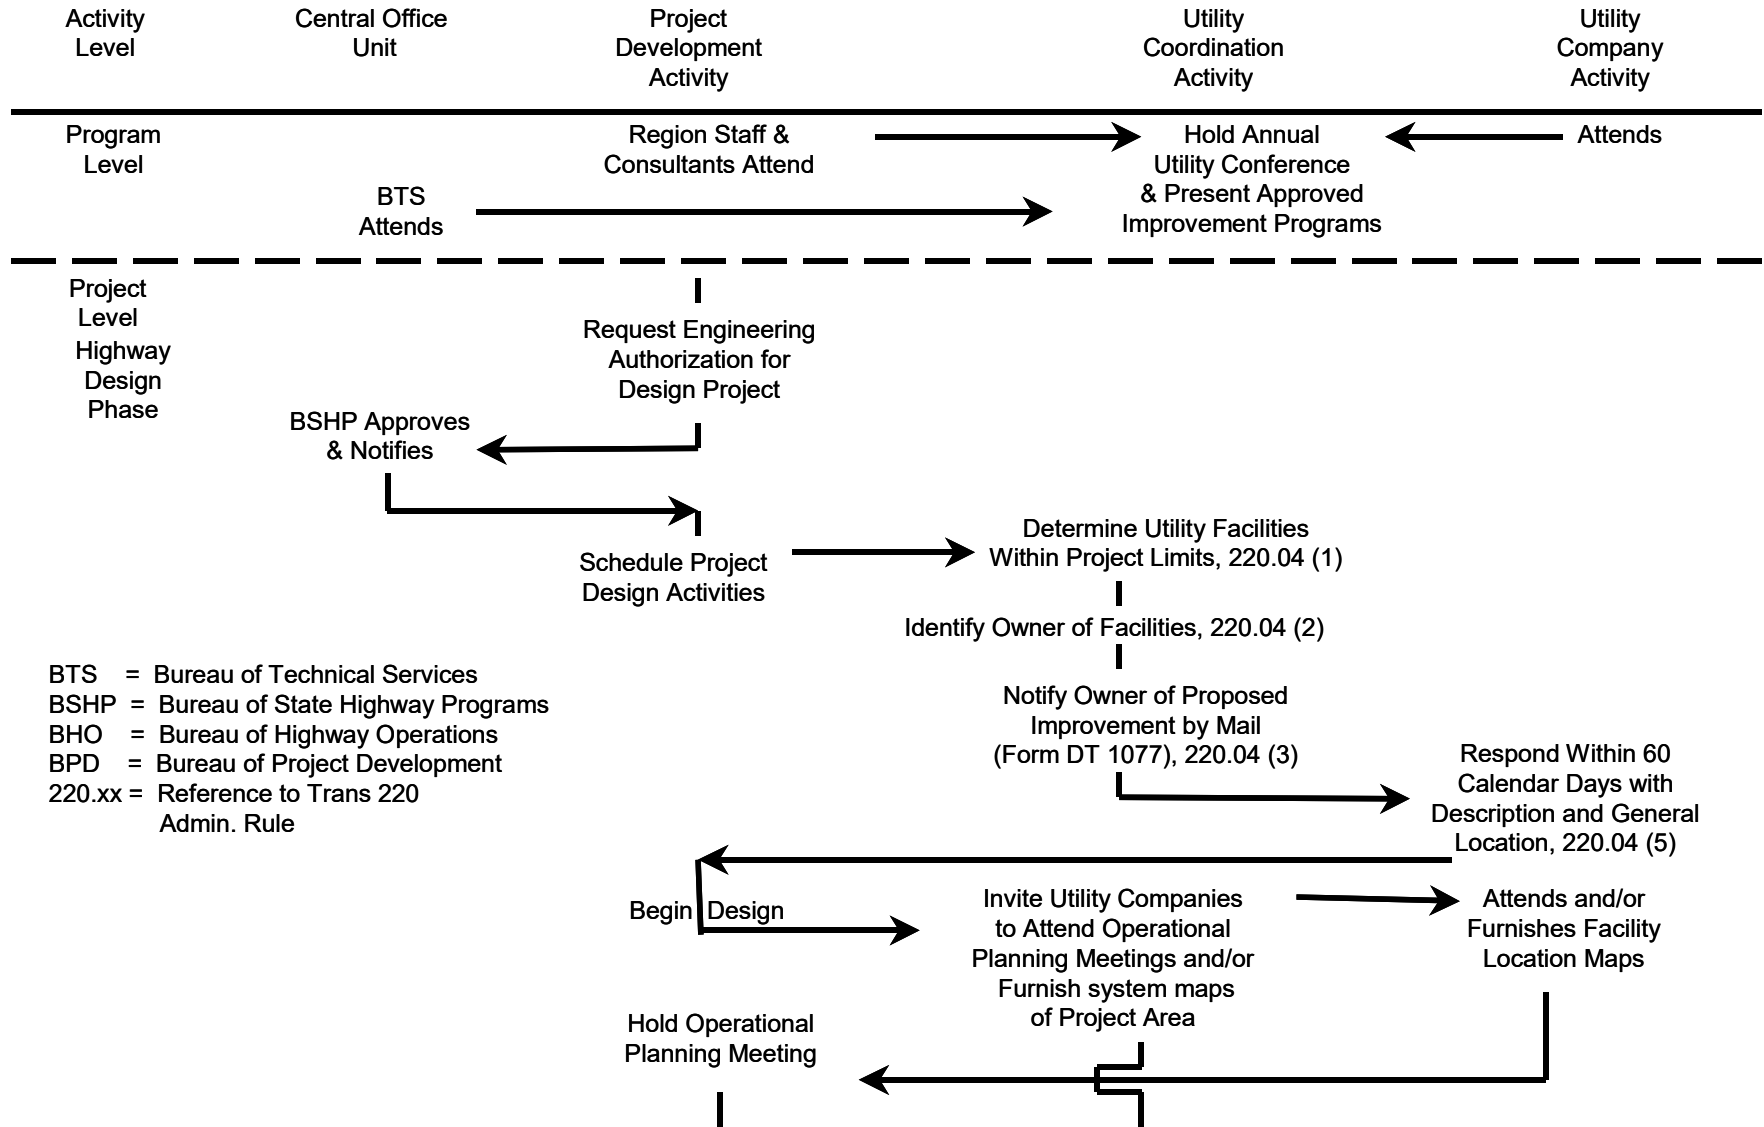 Activity
Level
Central Office
Unit
Project
Development
Activity
Utility
Coordination
Activity
Utility
Company
Activity
Program
Level
Region Staff &
Consultants Attend
Hold Annual
Utility Conference
& Present Approved
Improvement Programs
Attends
BTS
Attends
Project
Level
Highway
Design
Phase
Request Engineering
Authorization for
Design Project
BSHP Approves
& Notifies
Schedule Project
Design Activities
Determine Utility Facilities
Within Project Limits, 220.04 (1)
Identify Owner of Facilities, 220.04 (2)
BTS = Bureau of Technical Services
BSHP = Bureau of State Highway Programs
BHO = Bureau of Highway Operations
BPD = Bureau of Project Development
220.xx = Reference to Trans 220
Admin. Rule
Notify Owner of Proposed
Improvement by Mail
(Form DT 1077), 220.04 (3)
Respond Within 60
Calendar Days with
Description and General
Location, 220.04 (5)
Begin Design
Invite Utility Companies
to Attend Operational
Planning Meetings and/or
Furnish system maps
of Project Area
Attends and/or
Furnishes Facility
Location Maps
Hold Operational
Planning Meeting